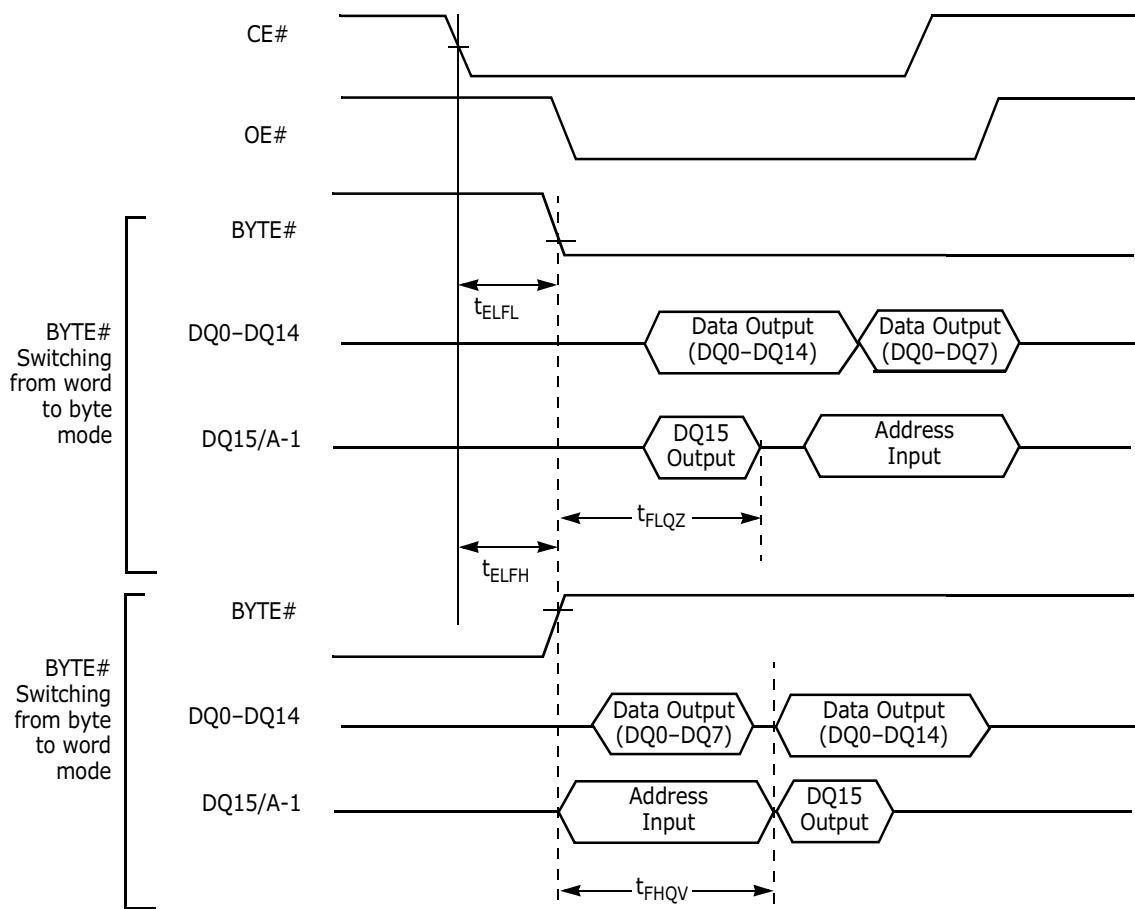 CE#
OE#
BYTE#
Switching
from word
to byte
mode
BYTE#
tELFL
DQ0–DQ14
Data Output
(DQ0–DQ14)
Data Output
(DQ0–DQ7)
DQ15/A-1
DQ15
Output
Address
Input
tFLQZ
tELFH
BYTE#
Switching
from byte
to word
mode
BYTE#
DQ0–DQ14
Data Output
(DQ0–DQ7)
Data Output
(DQ0–DQ14)
DQ15/A-1
Address
Input
DQ15
Output
tFHQV